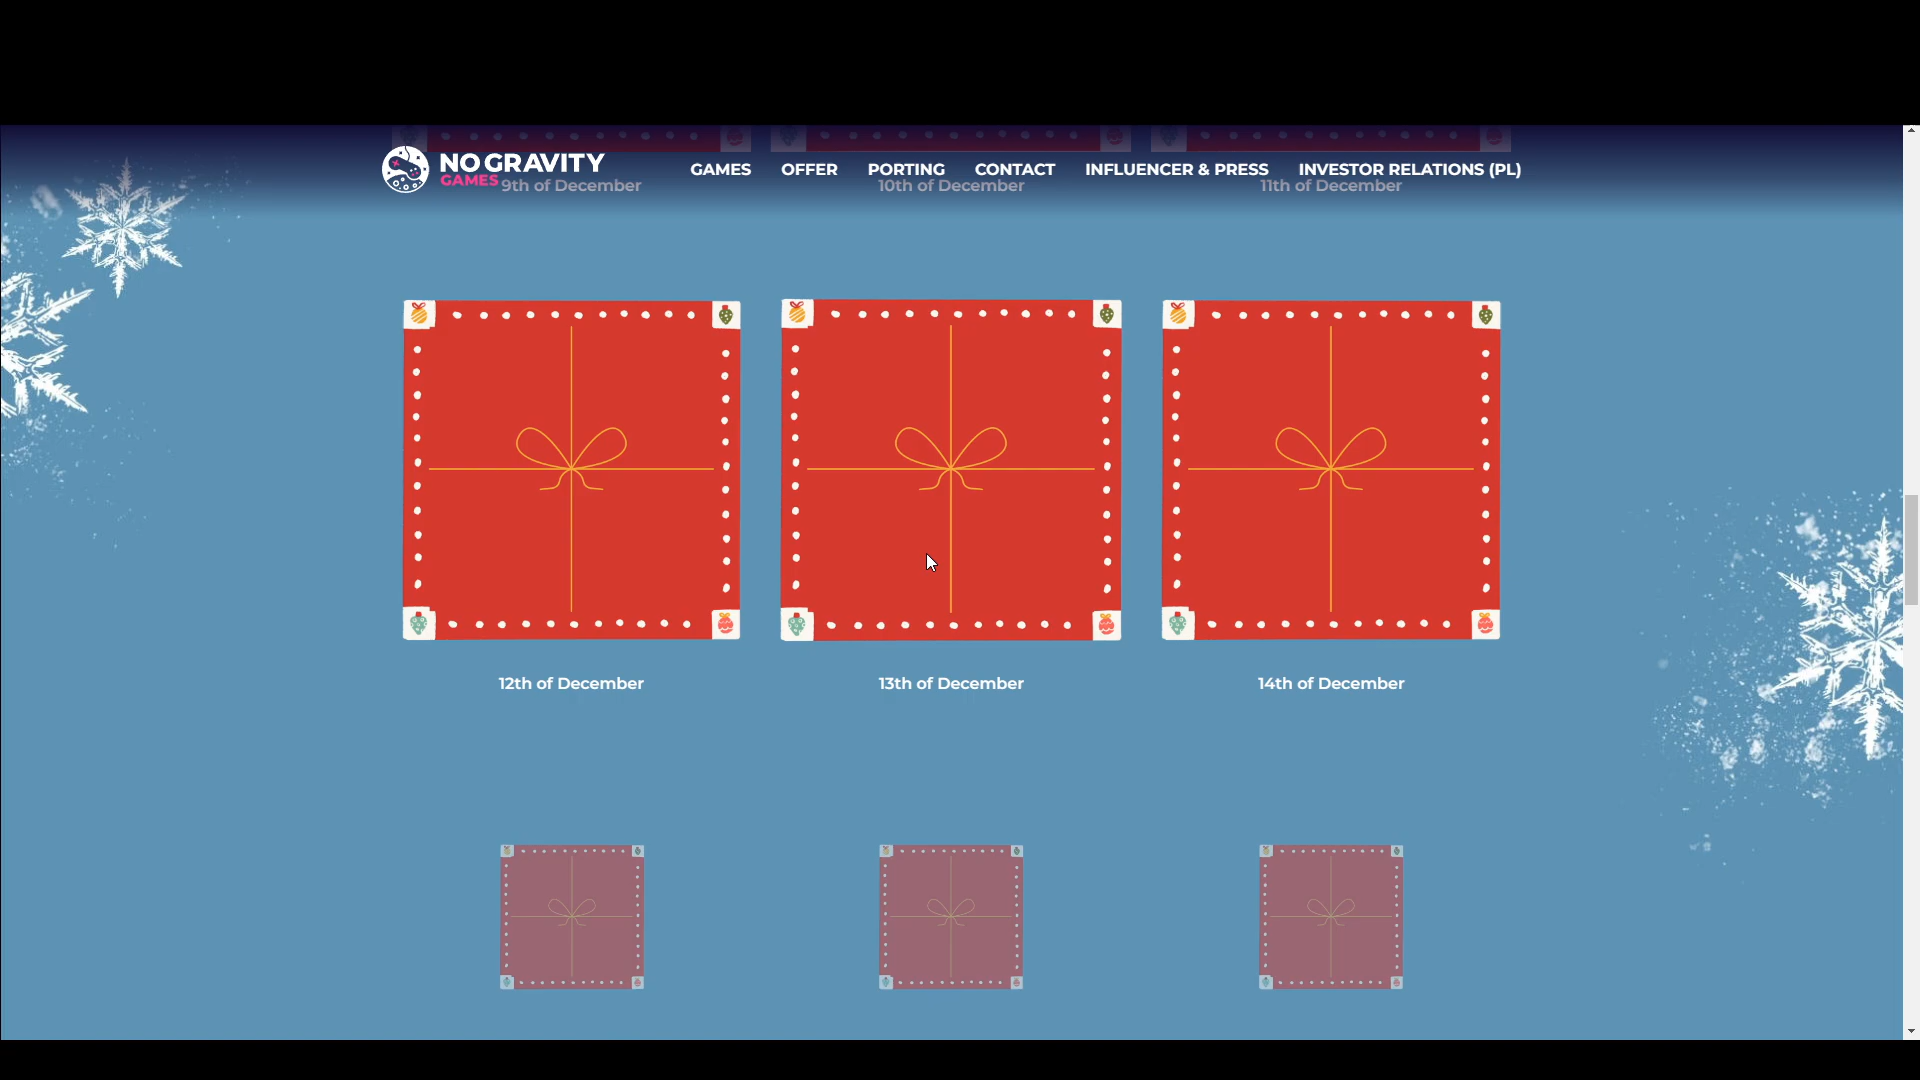 NO GRAVITY
GAMES
GAMES OFFER PORTING CONTACT INFLUENCER & PRESS INVESTOR RELATIONS (PL)
9th of December 10th of December 11th of December
12th of December 13th of December 14th of December